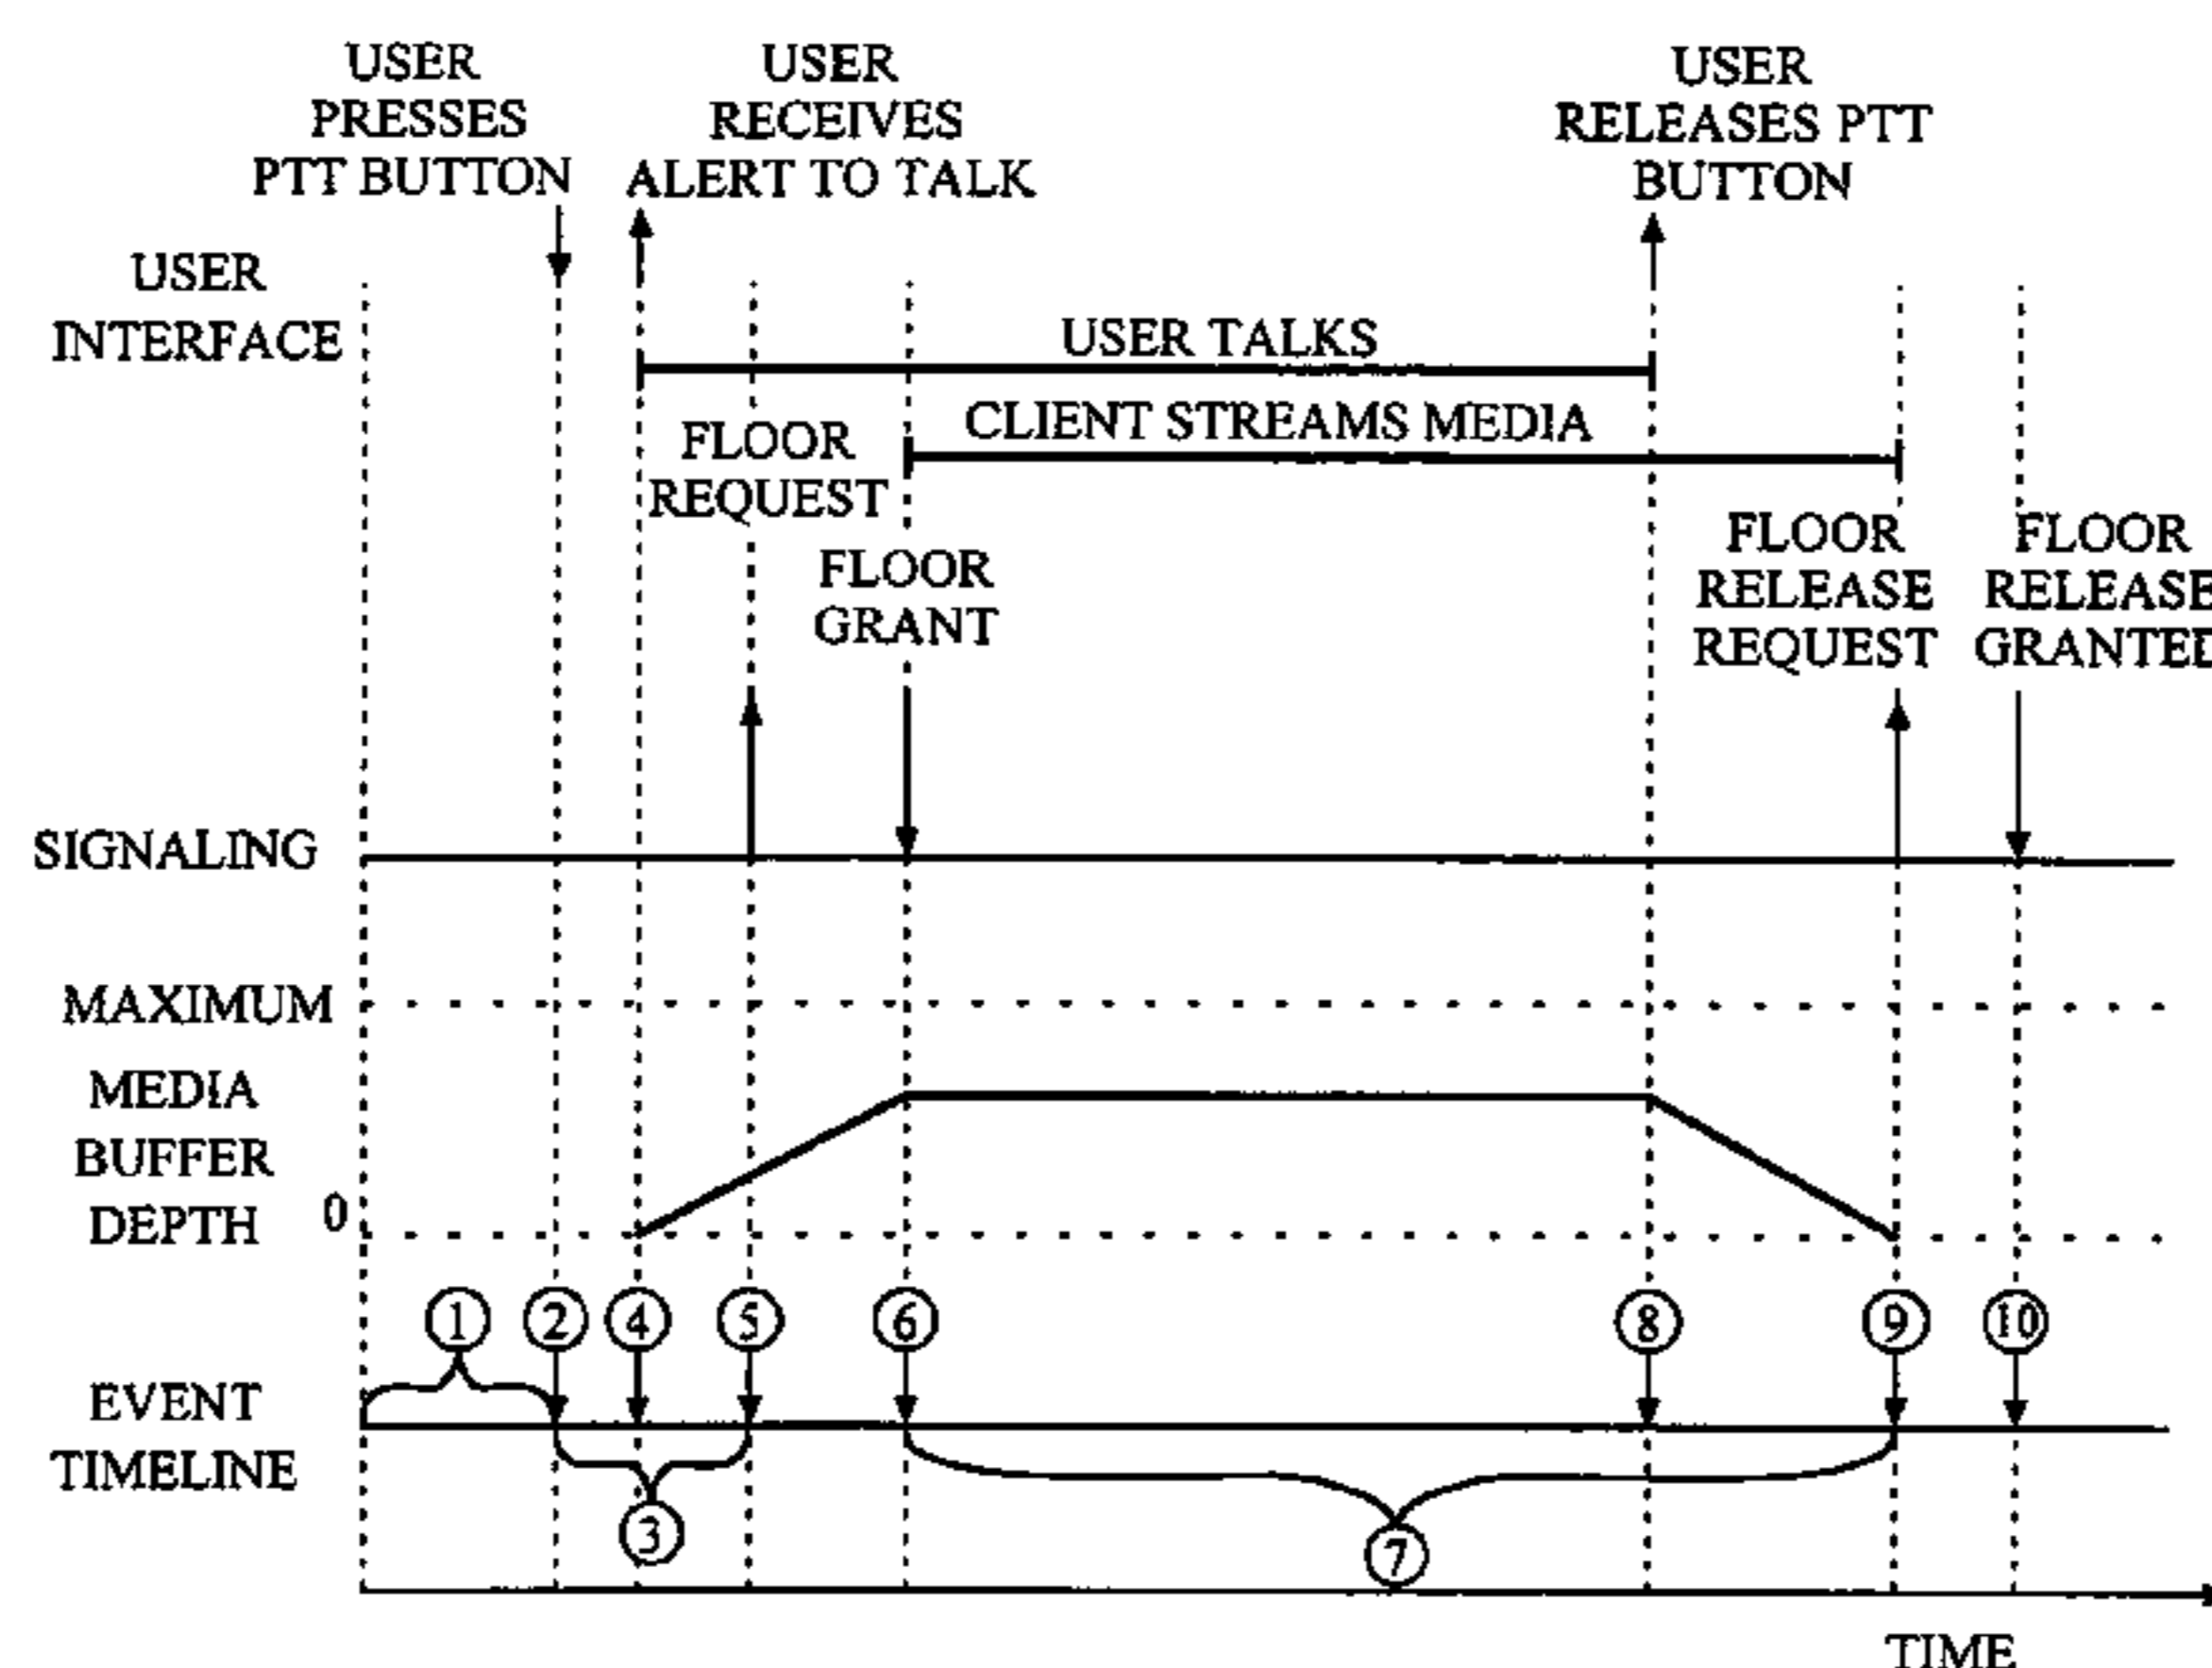 USER
PRESSES
PTT BUTTON
USER
RECEIVES
ALERT TO TALK
USER
RELEASES PTT
BUTTON
USER
INTERFACE
USER TALKS
CLIENT STREAMS MEDIA
FLOOR
REQUEST
FLOOR
GRANT
FLOOR
RELEASE
REQUEST
FLOOR
RELEASE
GRANTED
SIGNALING
MAXIMUM
MEDIA
BUFFER
DEPTH
0
1 2 4 5 6 8 9 10
EVENT
TIMELINE
3
7
TIME